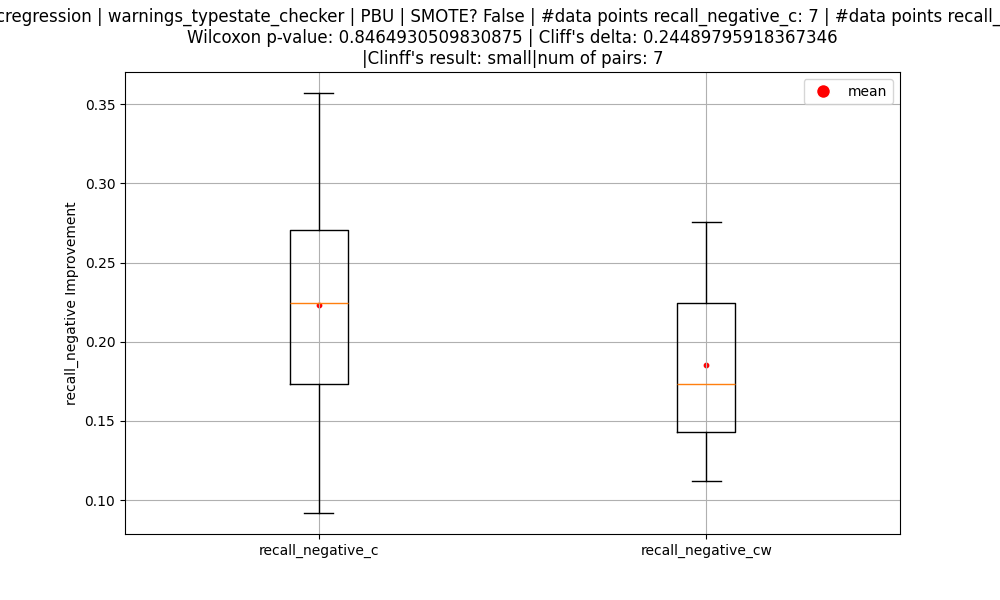 cregression | warnings_typestate_checker | PBU | SMOTE? False | #data points recall_negative_c: 7 | #data points recall_
Wilcoxon p-value: 0.8464930509830875 | Cliff's delta: 0.24489795918367346
|Clinff's result: small|num of pairs: 7
mean
0.35
0.30
0.25
0.20
0.15
0.10
recall_negative Improvement
recall_negative_c
recall_negative_cw